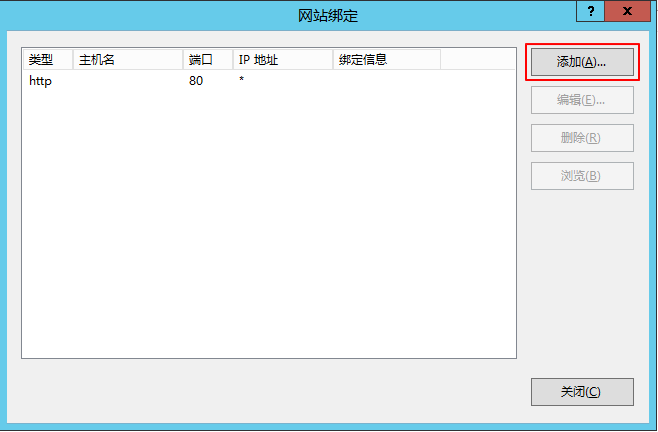 网站绑定
? x
类型 主机名 端口 IP 地址 绑定信息
http 80 *
添加(A)...
编辑(E)...
删除(R)
浏览(B)
关闭(C)